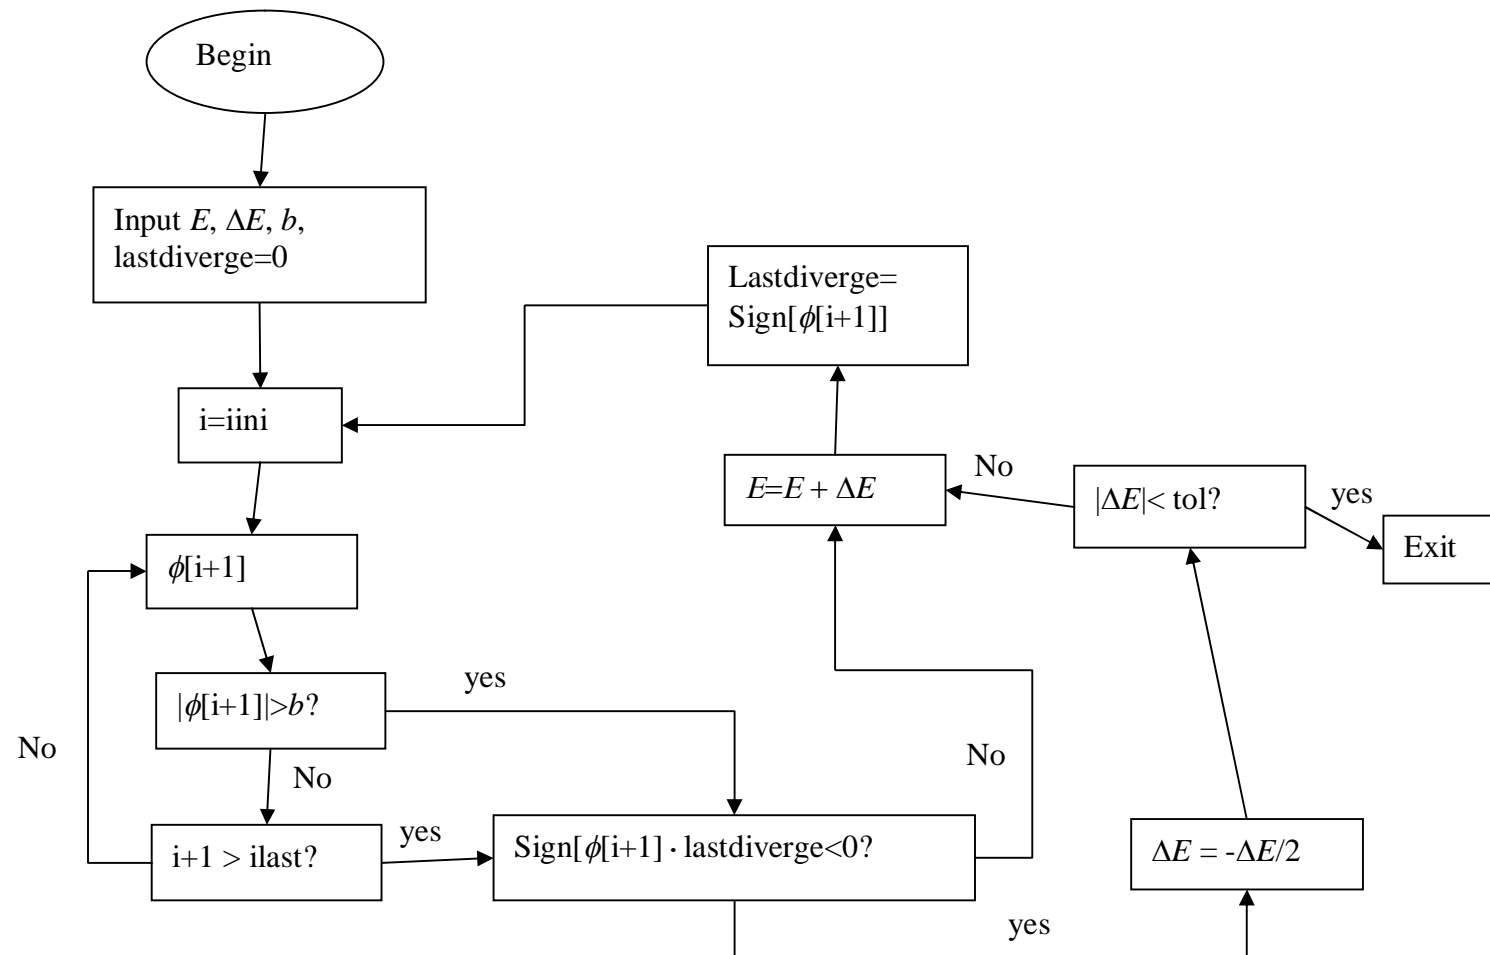 Begin
Input E, ΔE, b,
lastdiverge=0
i=iini
ϕ[i+1]
|ϕ[i+1]|>b?
yes
No
No
i+1 > ilast?
yes
Sign[ϕ[i+1] · lastdiverge<0?
No
yes
ΔE = -ΔE/2
|ΔE|< tol?
yes
Exit
No
E=E + ΔE
Lastdiverge=
Sign[ϕ[i+1]]